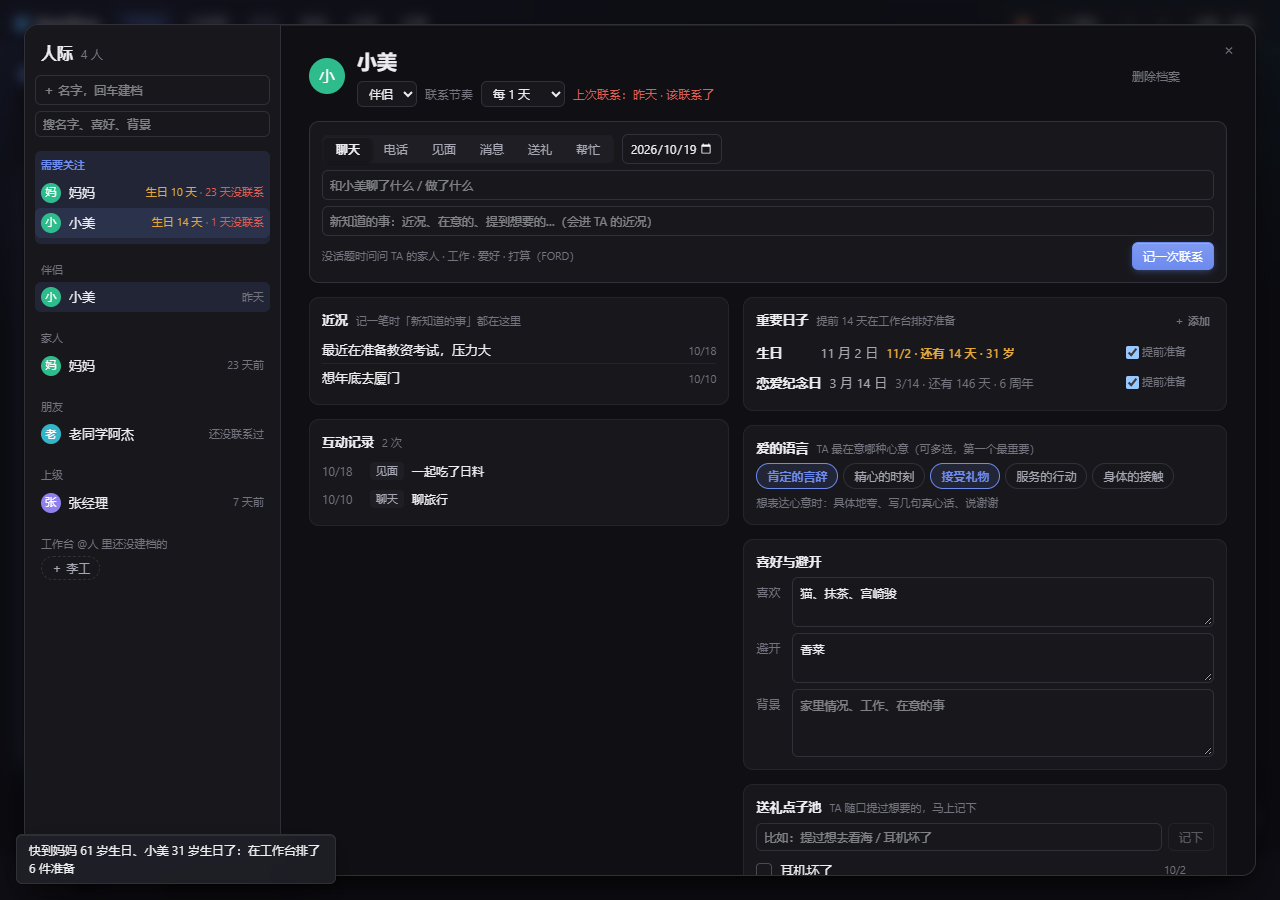 人际 4 人
+ 名字，回车建档
搜名字、喜好、背景
需要关注
妈 妈妈 生日 10 天 · 23 天没联系
小 小美 生日 14 天 · 1 天没联系
伴侣
小 小美 昨天
家人
妈 妈妈 23 天前
朋友
老 老同学阿杰 还没联系过
上级
张 张经理 7 天前
工作台 @人 里还没建档的
+ 李工
×
小 小美
删除档案
伴侣 联系节奏 每 1 天 上次联系：昨天 · 该联系了
聊天 电话 见面 消息 送礼 帮忙 2026/10/19
和小美聊了什么 / 做了什么
新知道的事：近况、在意的、提到想要的…（会进 TA 的近况）
没话题时问问 TA 的家人 · 工作 · 爱好 · 打算（FORD） 记一次联系
近况 记一笔时「新知道的事」都在这里
最近在准备教资考试，压力大 10/18
想年底去厦门 10/10
互动记录 2 次
10/18 见面 一起吃了日料
10/10 聊天 聊旅行
重要日子 提前 14 天在工作台排好准备 + 添加
生日 11 月 2 日 11/2 · 还有 14 天 · 31 岁 提前准备
恋爱纪念日 3 月 14 日 3/14 · 还有 146 天 · 6 周年 提前准备
爱的语言 TA 最在意哪种心意（可多选，第一个最重要）
肯定的言辞 精心的时刻 接受礼物 服务的行动 身体的接触
想表达心意时：具体地夸、写几句真心话、说谢谢
喜好与避开
喜欢 猫、抹茶、宫崎骏
避开 香菜
背景 家里情况、工作、在意的事
送礼点子池 TA 随口提过想要的，马上记下
比如：提过想去看海 / 耳机坏了 记下
耳机坏了 10/2
快到妈妈 61 岁生日、小美 31 岁生日了：在工作台排了
6 件准备